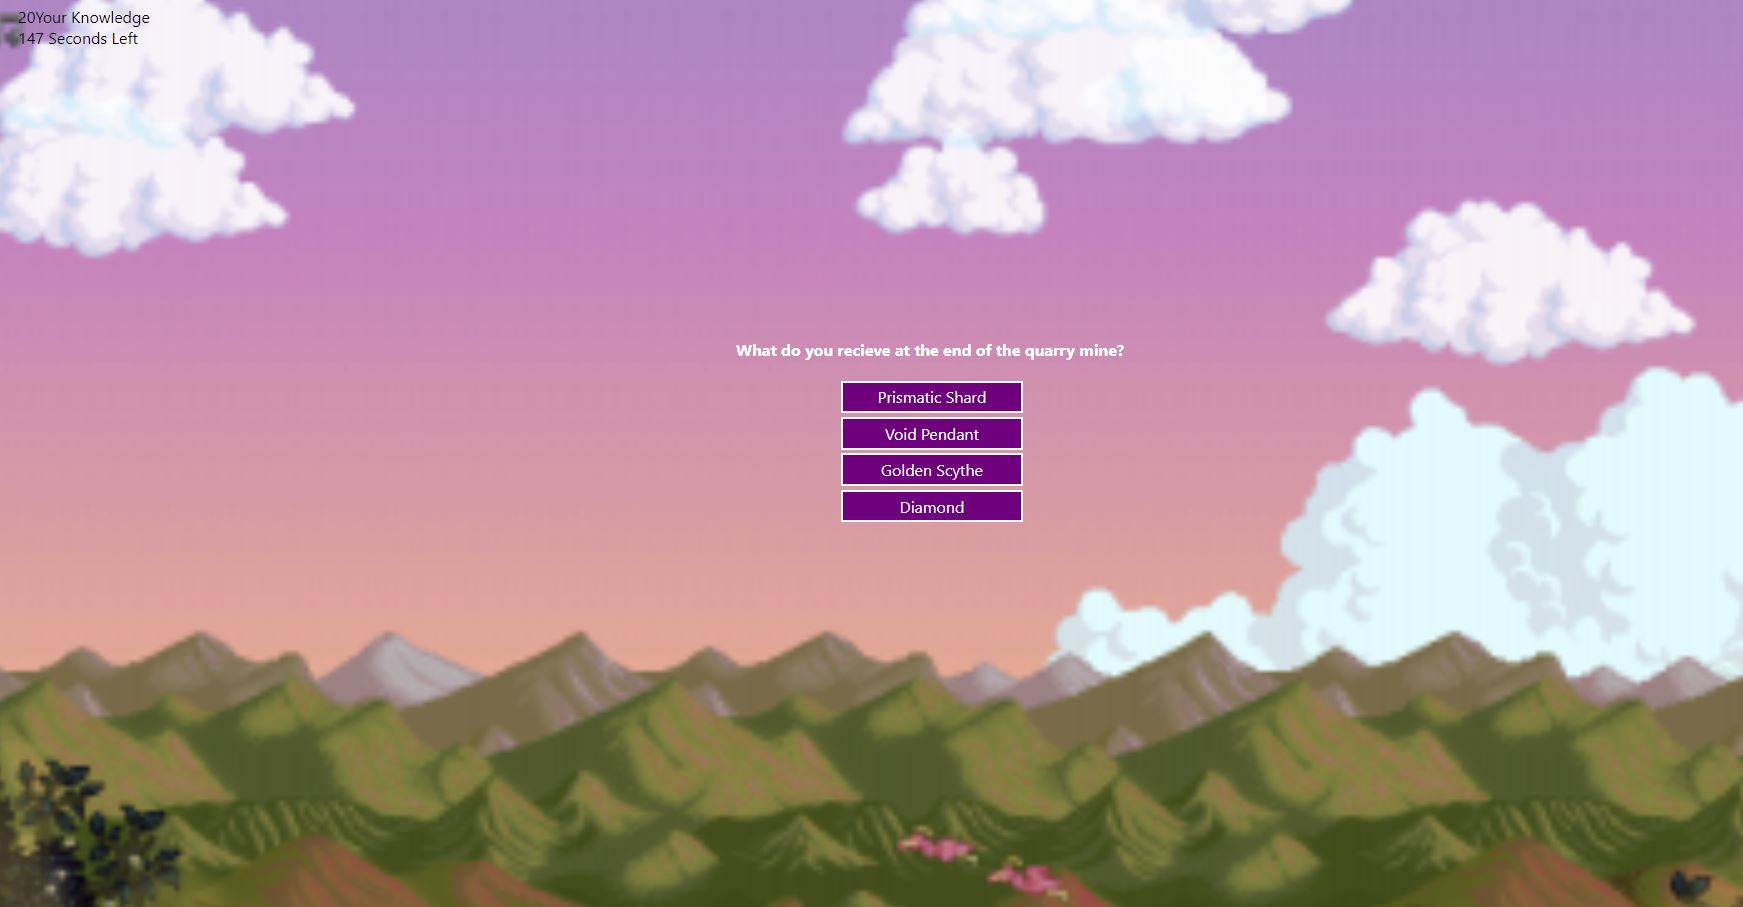 20Your Knowledge
147 Seconds Left
What do you recieve at the end of the quarry mine?
Prismatic Shard
Void Pendant
Golden Scythe
Diamond